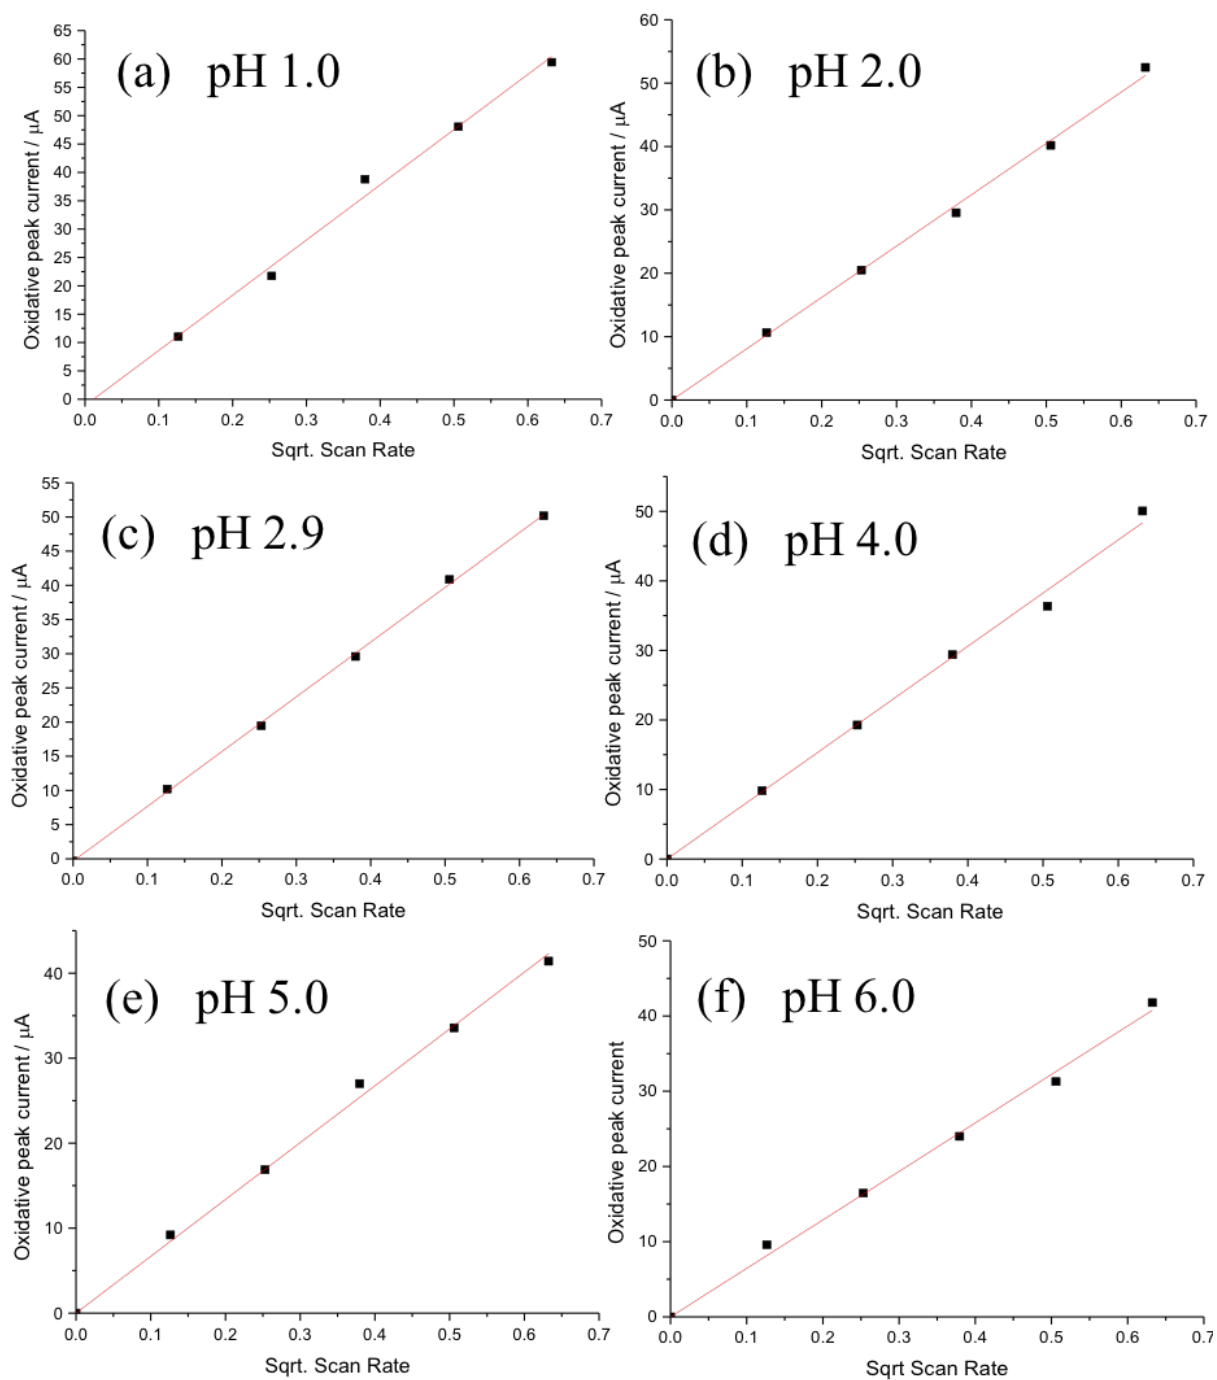 (a) pH 1.0
Oxidative peak current / μA
65
60
55
50
45
40
35
30
25
20
15
10
5
0
0.0 0.1 0.2 0.3 0.4 0.5 0.6 0.7
Sqrt. Scan Rate
(b) pH 2.0
Oxidative peak current / μA
60
50
40
30
20
10
0
0.0 0.1 0.2 0.3 0.4 0.5 0.6 0.7
Sqrt. Scan Rate
(c) pH 2.9
Oxidative peak current / μA
55
50
45
40
35
30
25
20
15
10
5
0
0.0 0.1 0.2 0.3 0.4 0.5 0.6 0.7
Sqrt. Scan Rate
(d) pH 4.0
Oxidative peak current / μA
50
40
30
20
10
0
0.0 0.1 0.2 0.3 0.4 0.5 0.6 0.7
Sqrt. Scan Rate
(e) pH 5.0
Oxidative peak current / μA
40
30
20
10
0
0.0 0.1 0.2 0.3 0.4 0.5 0.6 0.7
Sqrt. Scan Rate
(f) pH 6.0
Oxidative peak current
50
40
30
20
10
0
0.0 0.1 0.2 0.3 0.4 0.5 0.6 0.7
Sqrt Scan Rate